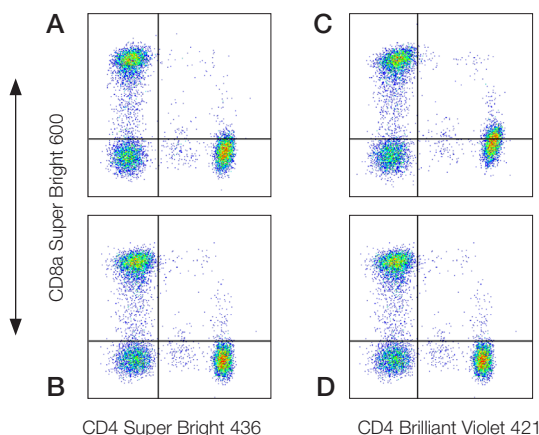 A
C
CD8a Super Bright 600
B
D
CD4 Super Bright 436
CD4 Brilliant Violet 421